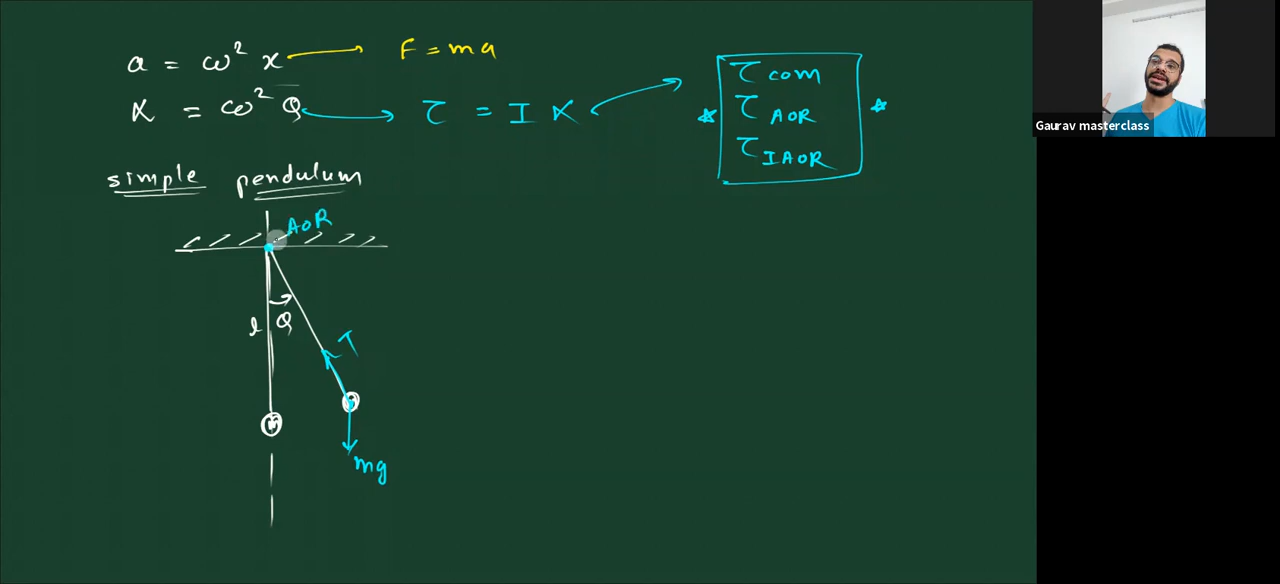 a = ω² x → F = ma
α = ω² θ → τ = I α
τ COM
* τ AOR *
τ IAOR
simple pendulum
AOR
l θ
T
m
m
mg
Gaurav masterclass